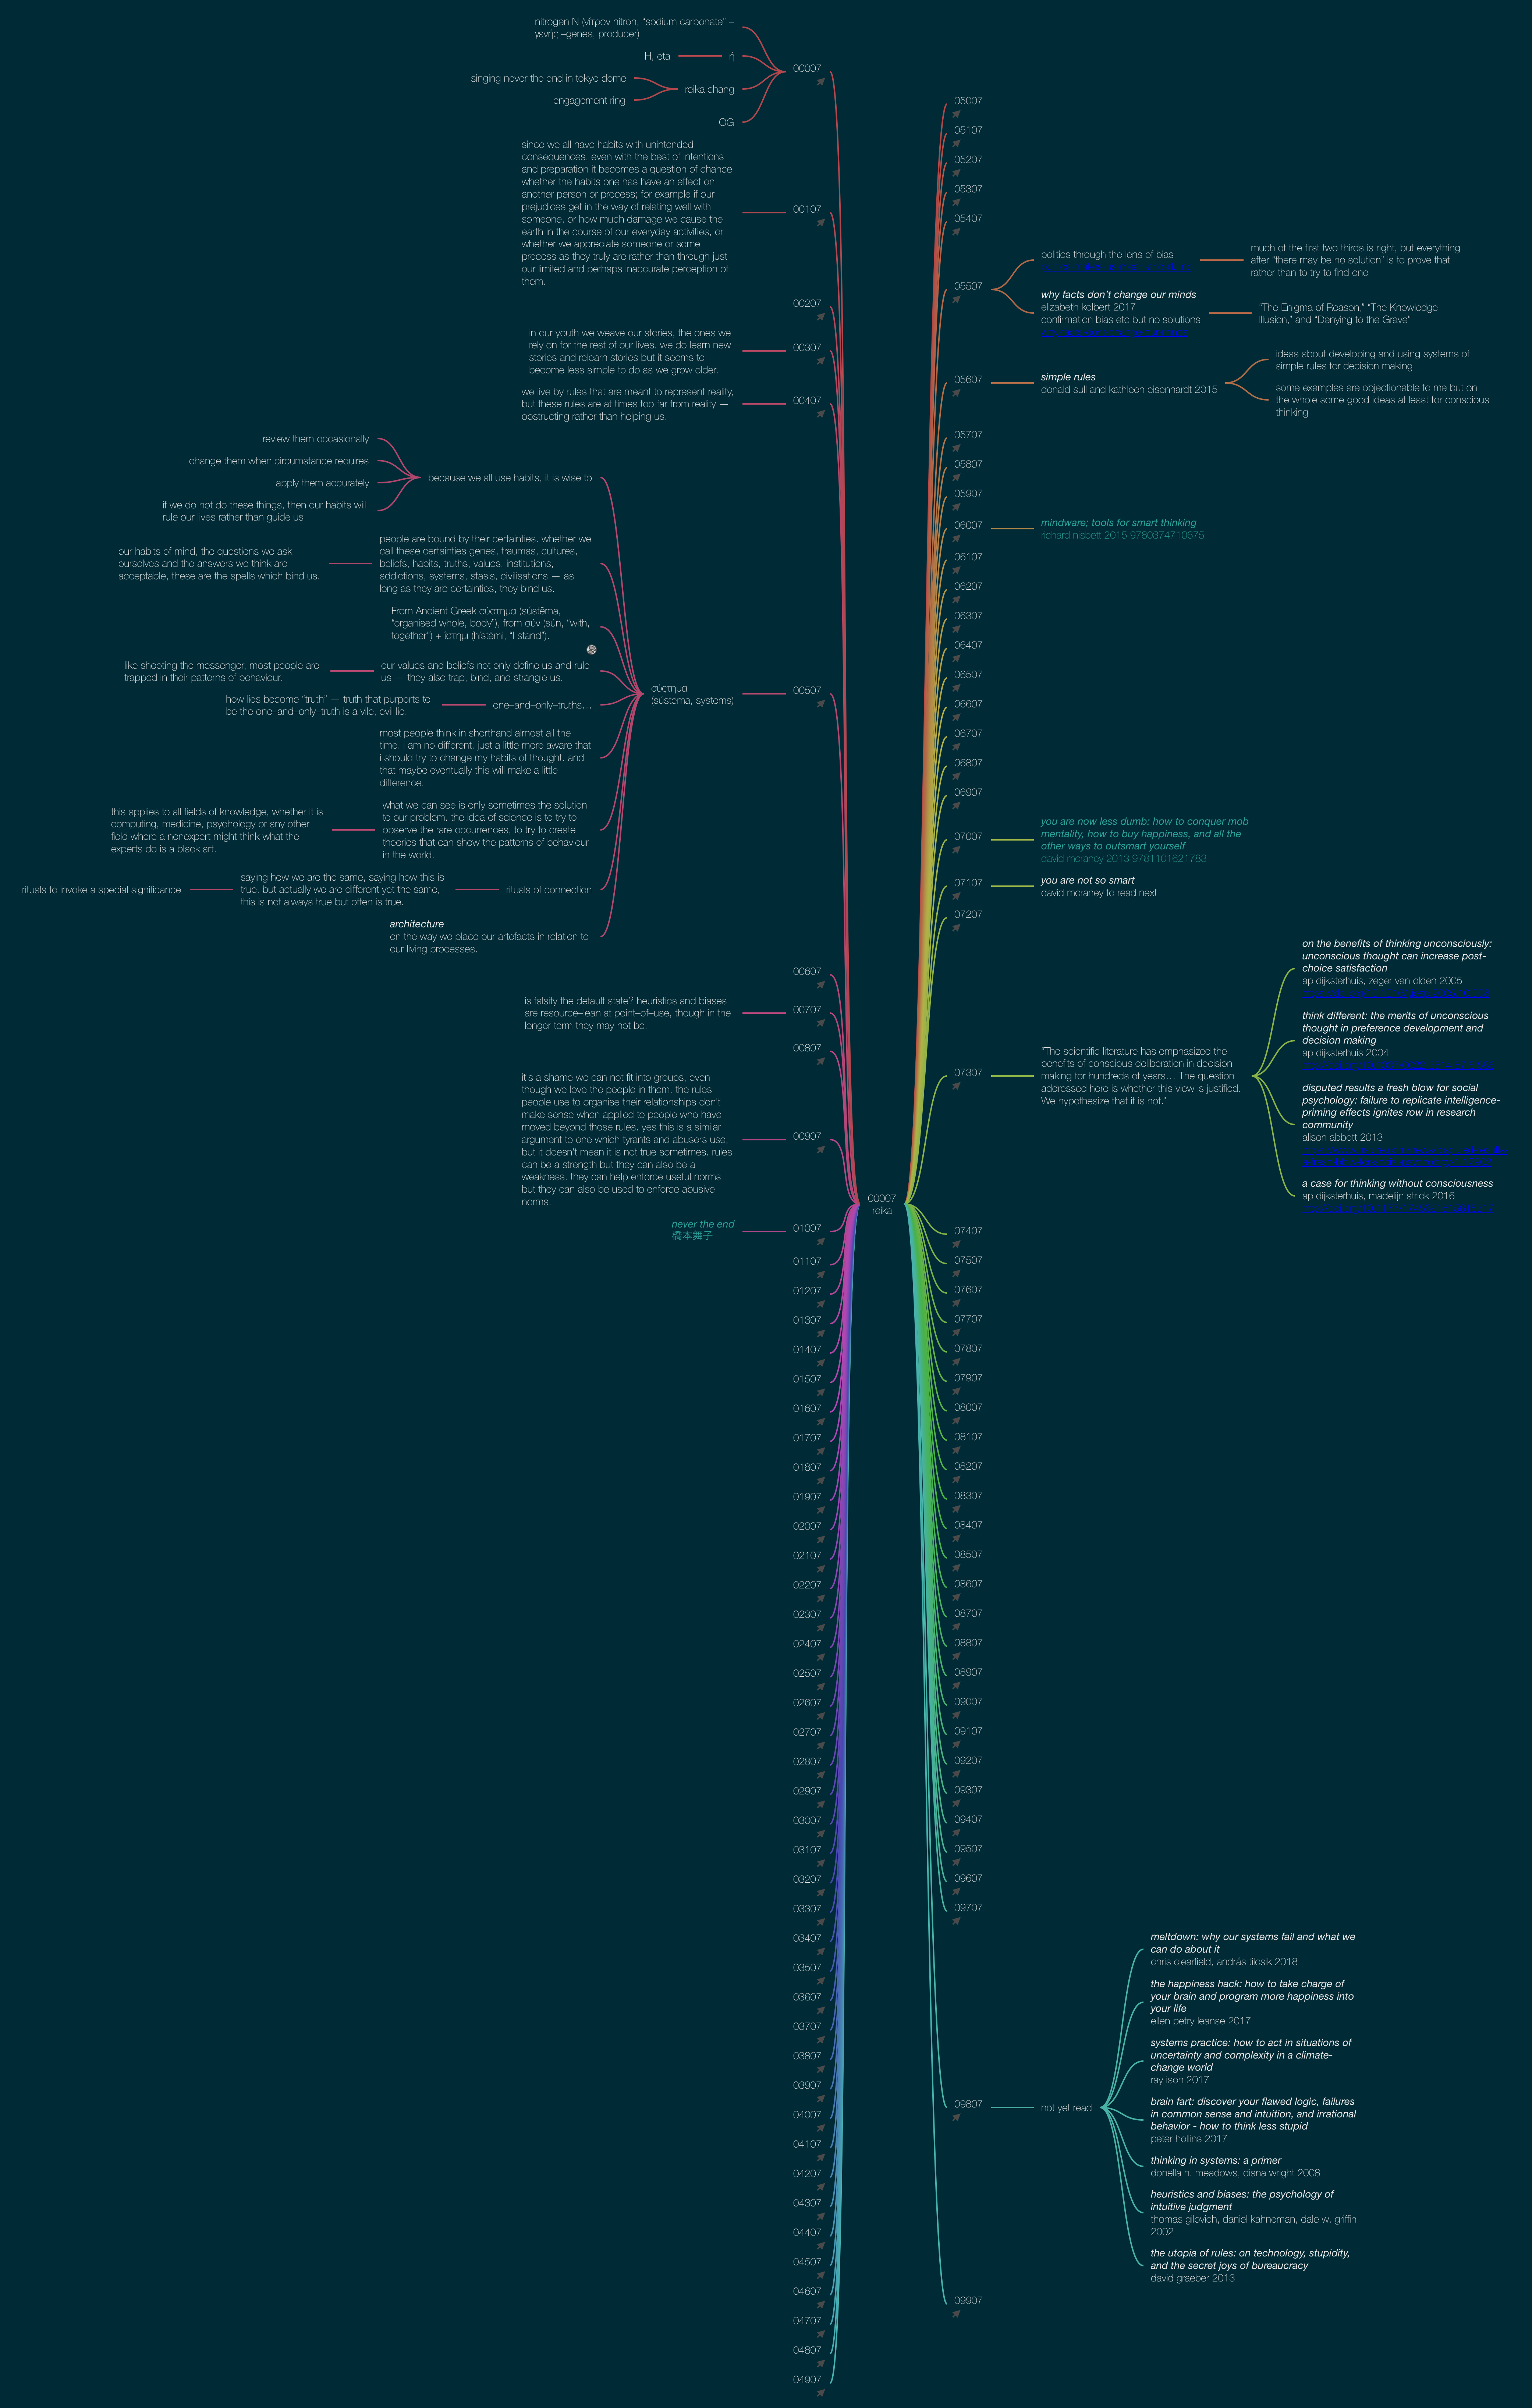 nitrogen N (νίτρον nitron, “sodium carbonate” –
γενής –genes, producer)
H, eta
ή
singing never the end in tokyo dome
engagement ring
reika chang
OG
00007
since we all have habits with unintended
consequences, even with the best of intentions
and preparation it becomes a question of chance
whether the habits one has have an effect on
another person or process; for example if our
prejudices get in the way of relating well with
someone, or how much damage we cause the
earth in the course of our everyday activities, or
whether we appreciate someone or some
process as they truly are rather than through just
our limited and perhaps inaccurate perception of
them.
00107
00207
in our youth we weave our stories, the ones we
rely on for the rest of our lives. we do learn new
stories and relearn stories but it seems to
become less simple to do as we grow older.
00307
we live by rules that are meant to represent reality,
but these rules are at times too far from reality —
obstructing rather than helping us.
00407
review them occasionally
change them when circumstance requires
apply them accurately
if we do not do these things, then our habits will
rule our lives rather than guide us
because we all use habits, it is wise to
our habits of mind, the questions we ask
ourselves and the answers we think are
acceptable, these are the spells which bind us.
people are bound by their certainties. whether we
call these certainties genes, traumas, cultures,
beliefs, habits, truths, values, institutions,
addictions, systems, stasis, civilisations — as
long as they are certainties, they bind us.
From Ancient Greek σύστημα (sústēma,
“organised whole, body”), from σύν (sún, “with,
together”) + ἵστημι (hístēmi, “I stand”).
like shooting the messenger, most people are
trapped in their patterns of behaviour.
our values and beliefs not only define us and rule
us — they also trap, bind, and strangle us.
how lies become “truth” — truth that purports to
be the one–and–only–truth is a vile, evil lie.
one–and–only–truths…
most people think in shorthand almost all the
time. i am no different, just a little more aware that
i should try to change my habits of thought. and
that maybe eventually this will make a little
difference.
this applies to all fields of knowledge, whether it is
computing, medicine, psychology or any other
field where a nonexpert might think what the
experts do is a black art.
what we can see is only sometimes the solution
to our problem. the idea of science is to try to
observe the rare occurrences, to try to create
theories that can show the patterns of behaviour
in the world.
rituals to invoke a special significance
saying how we are the same, saying how this is
true. but actually we are different yet the same,
this is not always true but often is true.
rituals of connection
architecture
on the way we place our artefacts in relation to
our living processes.
σύςτημα
(sústēma, systems)
00507
00607
is falsity the default state? heuristics and biases
are resource–lean at point–of–use, though in the
longer term they may not be.
00707
00807
it's a shame we can not fit into groups, even
though we love the people in them. the rules
people use to organise their relationships don’t
make sense when applied to people who have
moved beyond those rules. yes this is a similar
argument to one which tyrants and abusers use,
but it doesn’t mean it is not true sometimes. rules
can be a strength but they can also be a
weakness. they can help enforce useful norms
but they can also be used to enforce abusive
norms.
00907
never the end
橋本舞子
01007
01107
01207
01307
01407
01507
01607
01707
01807
01907
02007
02107
02207
02307
02407
02507
02607
02707
02807
02907
03007
03107
03207
03307
03407
03507
03607
03707
03807
03907
04007
04107
04207
04307
04407
04507
04607
04707
04807
04907
00007
reika
05007
05107
05207
05307
05407
05507
politics through the lens of bias
much of the first two thirds is right, but everything
after “there may be no solution” is to prove that
rather than to try to find one
why facts don’t change our minds
elizabeth kolbert 2017
confirmation bias etc but no solutions
“The Enigma of Reason,” “The Knowledge
Illusion,” and “Denying to the Grave”
05607
simple rules
donald sull and kathleen eisenhardt 2015
ideas about developing and using systems of
simple rules for decision making
some examples are objectionable to me but on
the whole some good ideas at least for conscious
thinking
05707
05807
05907
06007
mindware; tools for smart thinking
richard nisbett 2015 9780374710675
06107
06207
06307
06407
06507
06607
06707
06807
06907
07007
you are now less dumb: how to conquer mob
mentality, how to buy happiness, and all the
other ways to outsmart yourself
david mcraney 2013 9781101621783
07107
you are not so smart
david mcraney to read next
07207
07307
“The scientific literature has emphasized the
benefits of conscious deliberation in decision
making for hundreds of years… The question
addressed here is whether this view is justified.
We hypothesize that it is not.”
on the benefits of thinking unconsciously:
unconscious thought can increase post-
choice satisfaction
ap dijksterhuis, zeger van olden 2005
think different: the merits of unconscious
thought in preference development and
decision making
ap dijksterhuis 2004
disputed results a fresh blow for social
psychology: failure to replicate intelligence-
priming effects ignites row in research
community
alison abbott 2013
a case for thinking without consciousness
ap dijksterhuis, madelijn strick 2016
07407
07507
07607
07707
07807
07907
08007
08107
08207
08307
08407
08507
08607
08707
08807
08907
09007
09107
09207
09307
09407
09507
09607
09707
09807
not yet read
meltdown: why our systems fail and what we
can do about it
chris clearfield, andrás tilcsik 2018
the happiness hack: how to take charge of
your brain and program more happiness into
your life
ellen petry leanse 2017
systems practice: how to act in situations of
uncertainty and complexity in a climate-
change world
ray ison 2017
brain fart: discover your flawed logic, failures
in common sense and intuition, and irrational
behavior - how to think less stupid
peter hollins 2017
thinking in systems: a primer
donella h. meadows, diana wright 2008
heuristics and biases: the psychology of
intuitive judgment
thomas gilovich, daniel kahneman, dale w. griffin
2002
the utopia of rules: on technology, stupidity,
and the secret joys of bureaucracy
david graeber 2013
09907